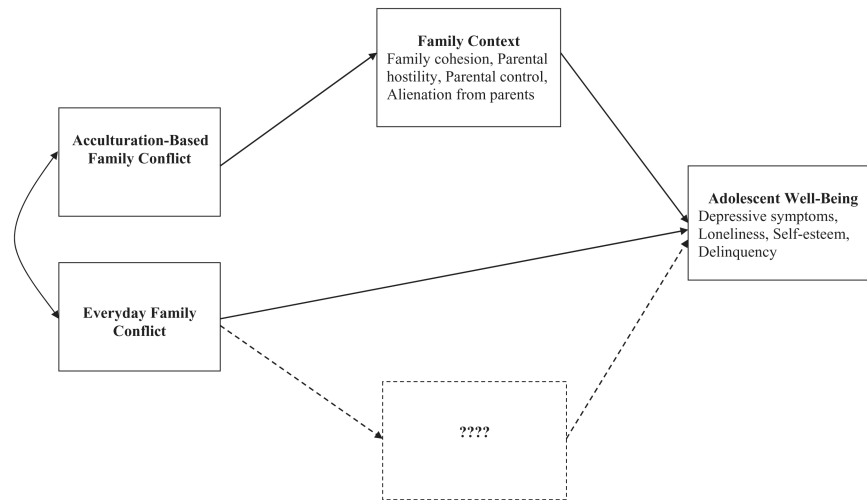 Family Context
Family cohesion, Parental
hostility, Parental control,
Alienation from parents
Acculturation-Based
Family Conflict
Adolescent Well-Being
Depressive symptoms,
Loneliness, Self-esteem,
Delinquency
Everyday Family
Conflict
????